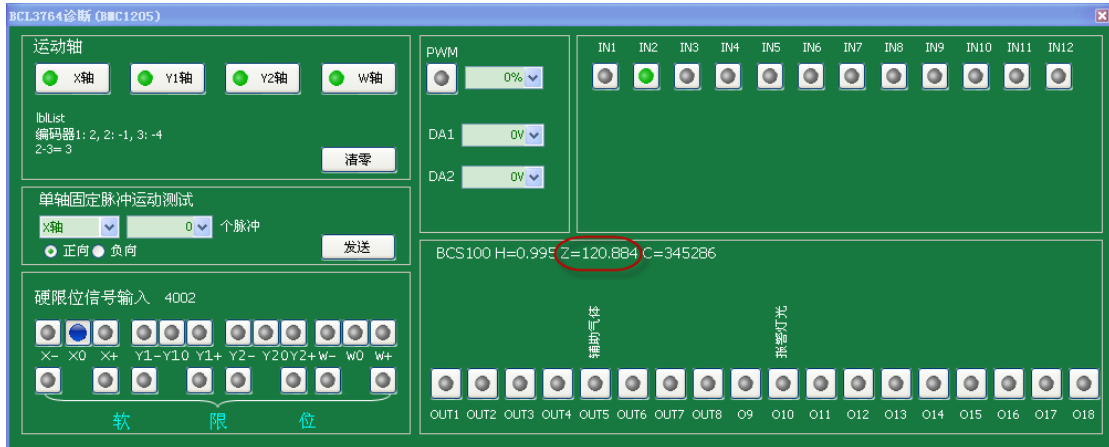 BCL3764诊断(BMC1205)
运动轴
X轴 Y1轴 Y2轴 W轴
lblList
编码器1: 2, 2: -1, 3: -4
2-3= 3
清零
单轴固定脉冲运动测试
X轴 0 个脉冲
正向 负向
发送
硬限位信号输入 4002
X- X0 X+ Y1- Y10 Y1+ Y2- Y20 Y2+ W- W0 W+
软 限 位
PWM
0%
DA1 0V
DA2 0V
IN1 IN2 IN3 IN4 IN5 IN6 IN7 IN8 IN9 IN10 IN11 IN12
BCS100 H=0.995 Z=120.884 C=345286
辅助气体
报警灯光
OUT1 OUT2 OUT3 OUT4 OUT5 OUT6 OUT7 OUT8 O9 O10 O11 O12 O13 O14 O15 O16 O17 O18